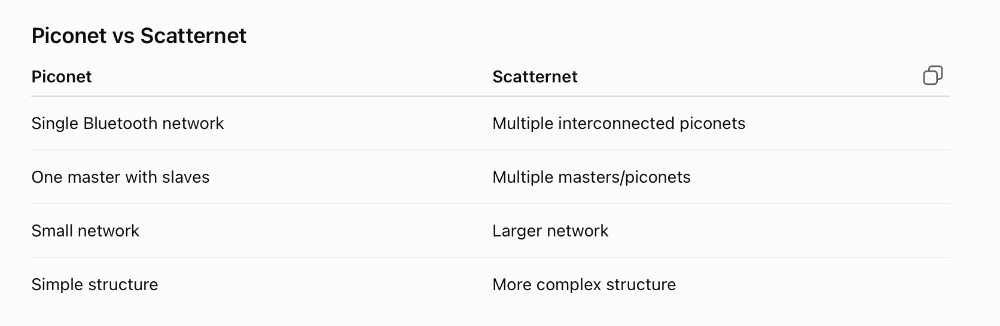 Piconet vs Scatternet
Piconet Scatternet
Single Bluetooth network Multiple interconnected piconets
One master with slaves Multiple masters/piconets
Small network Larger network
Simple structure More complex structure